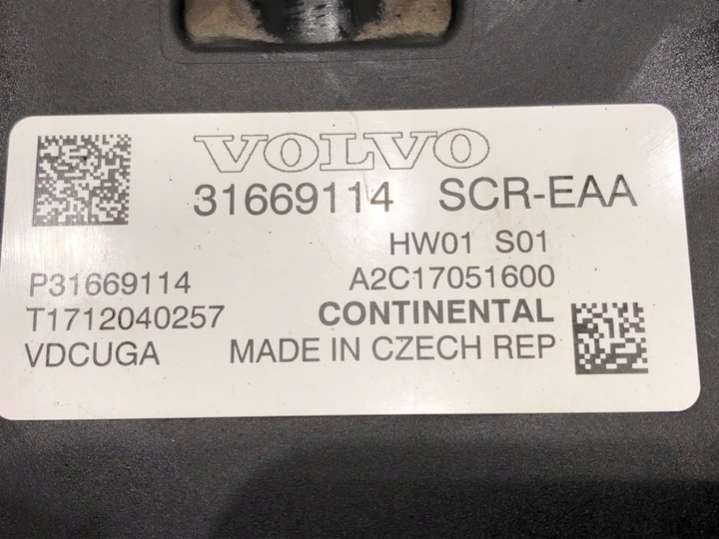 VOLVO
31669114 SCR-EAA
HW01 S01
P31669114 A2C17051600
T1712040257 CONTINENTAL
VDCUGA MADE IN CZECH REP